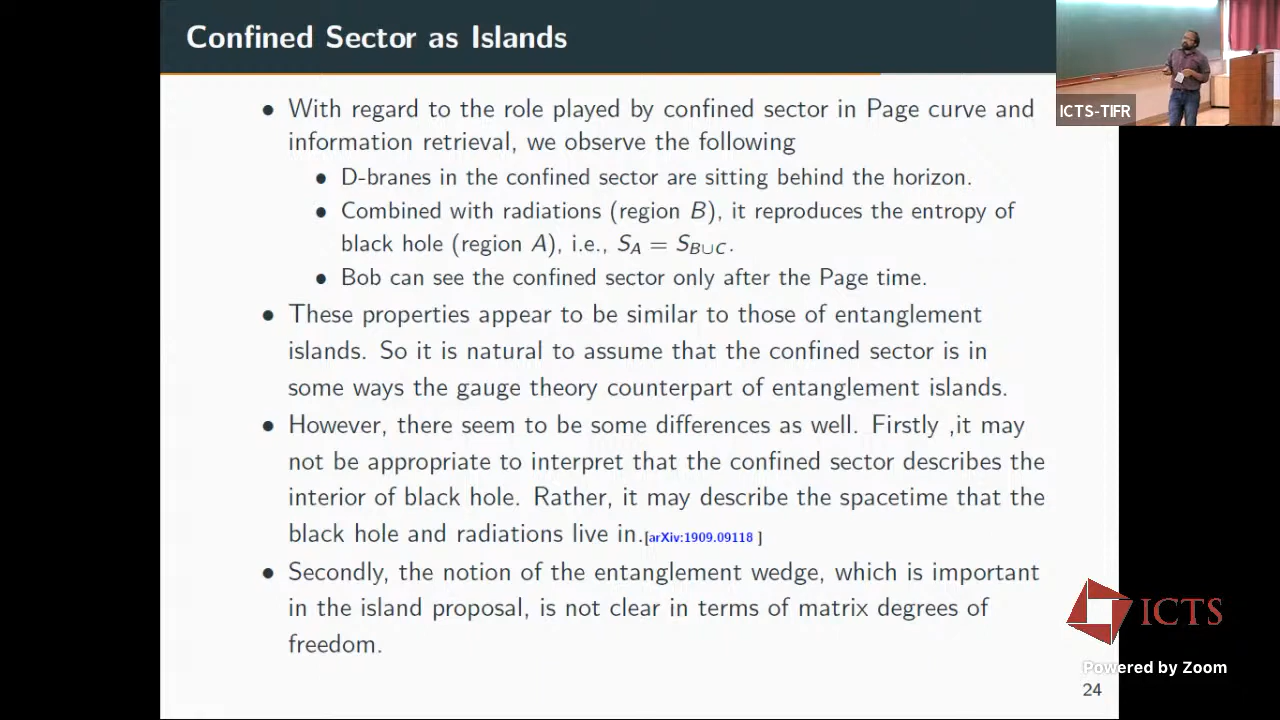 Confined Sector as Islands
• With regard to the role played by confined sector in Page curve and
information retrieval, we observe the following
• D-branes in the confined sector are sitting behind the horizon.
• Combined with radiations (region B), it reproduces the entropy of
black hole (region A), i.e., S_A = S_{B∪C}.
• Bob can see the confined sector only after the Page time.
• These properties appear to be similar to those of entanglement
islands. So it is natural to assume that the confined sector is in
some ways the gauge theory counterpart of entanglement islands.
• However, there seem to be some differences as well. Firstly ,it may
not be appropriate to interpret that the confined sector describes the
interior of black hole. Rather, it may describe the spacetime that the
black hole and radiations live in.[arXiv:1909.09118 ]
• Secondly, the notion of the entanglement wedge, which is important
in the island proposal, is not clear in terms of matrix degrees of
freedom.
24
ICTS-TIFR
ICTS
Powered by Zoom